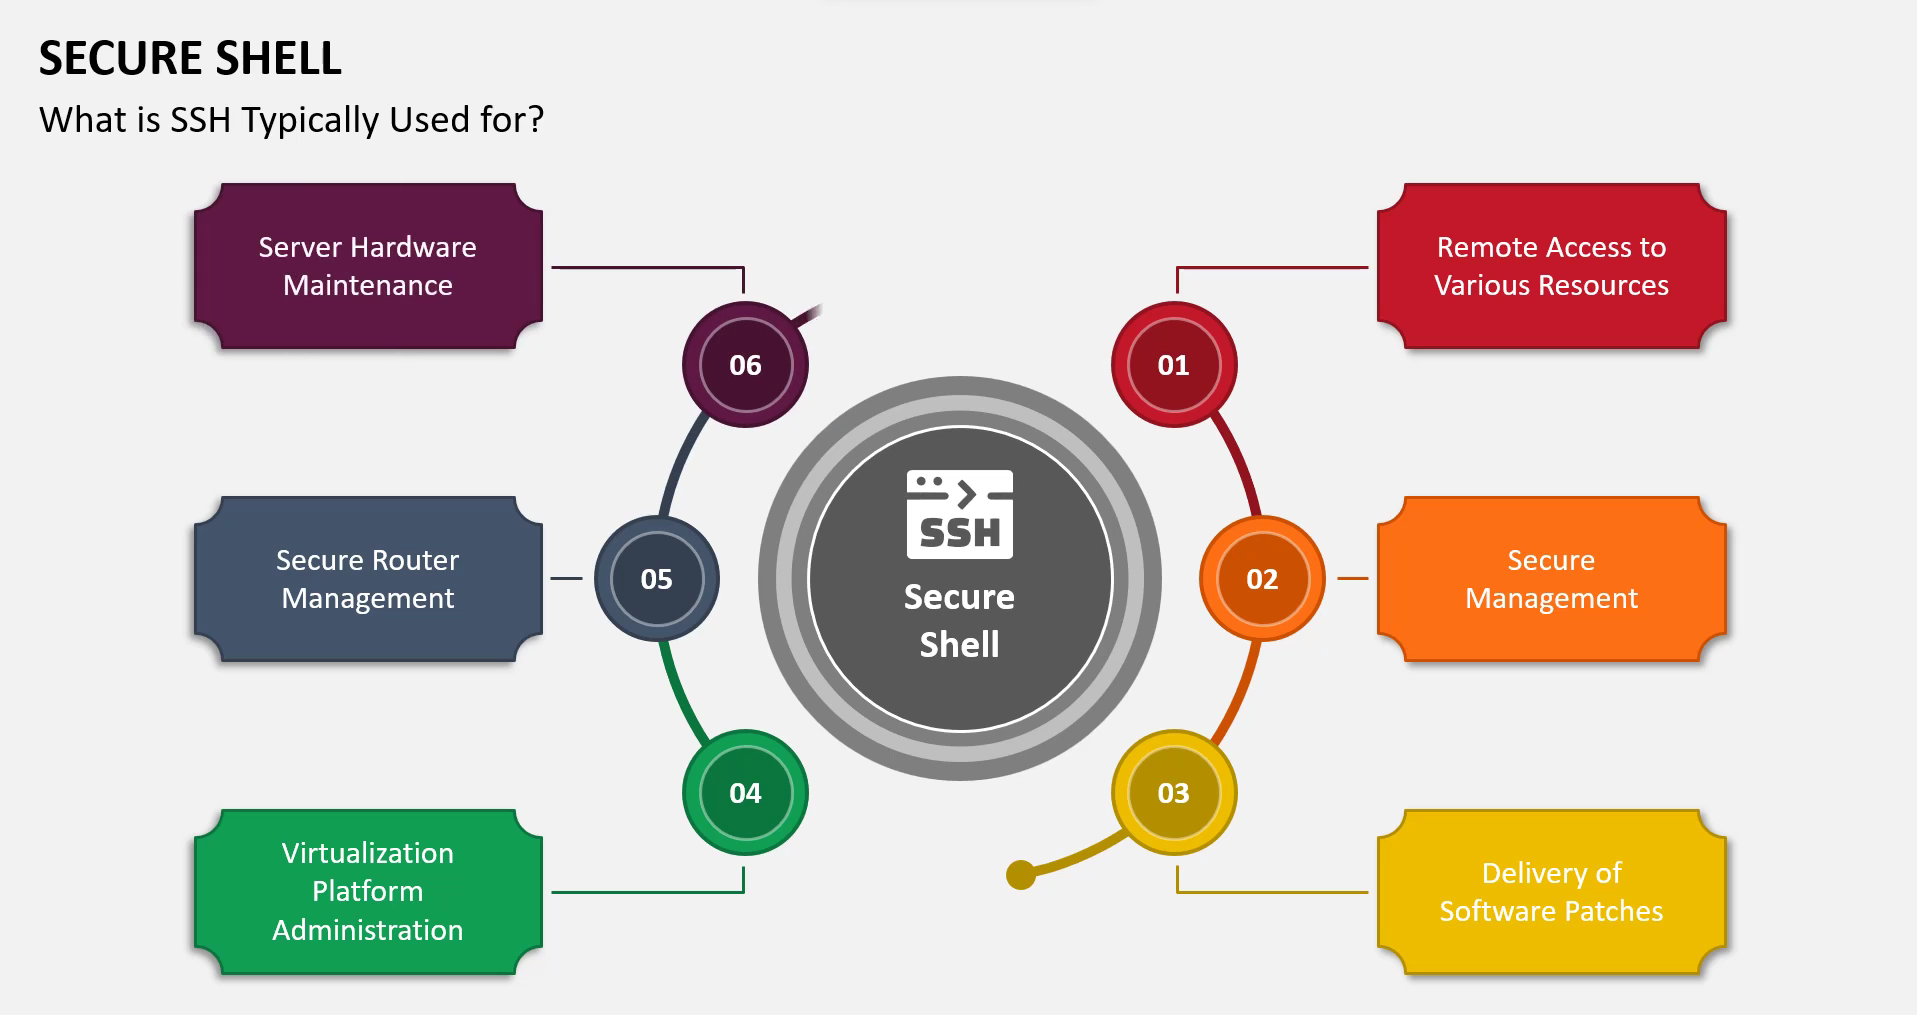 SECURE SHELL
What is SSH Typically Used for?
Server Hardware
Maintenance
06
Secure Router
Management
05
Virtualization
Platform
Administration
04
SSH
Secure
Shell
01
Remote Access to
Various Resources
02
Secure
Management
03
Delivery of
Software Patches